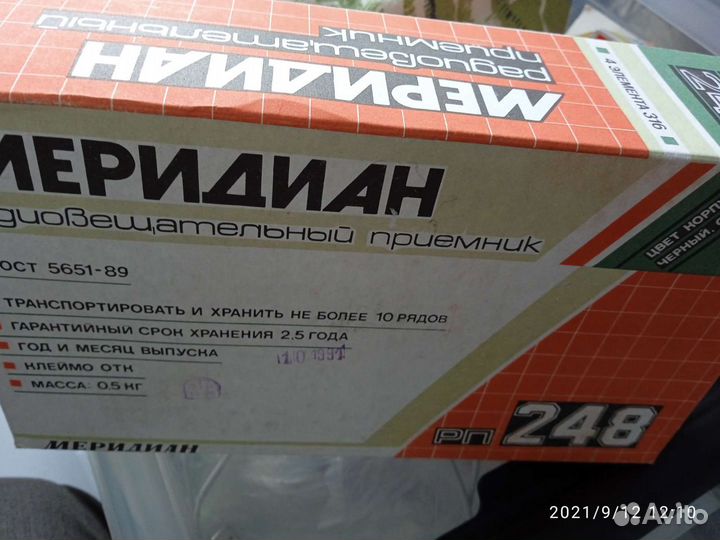 МЕРИДИАН
радиовещательный
приемник
4 ЭЛЕМЕНТА 316
МЕРИДИАН
диовещательный приемник
ОСТ 5651-89
ТРАНСПОРТИРОВАТЬ И ХРАНИТЬ НЕ БОЛЕЕ 10 РЯДОВ
ГАРАНТИЙНЫЙ СРОК ХРАНЕНИЯ 2.5 ГОДА
ГОД И МЕСЯЦ ВЫПУСКА
КЛЕЙМО ОТК
МАССА: 0.5 КГ
МЕРИДИАН
РП 248
ЦВЕТ КОРП
ЧЕРНЫЙ
2021/9/12 12:10
Avito